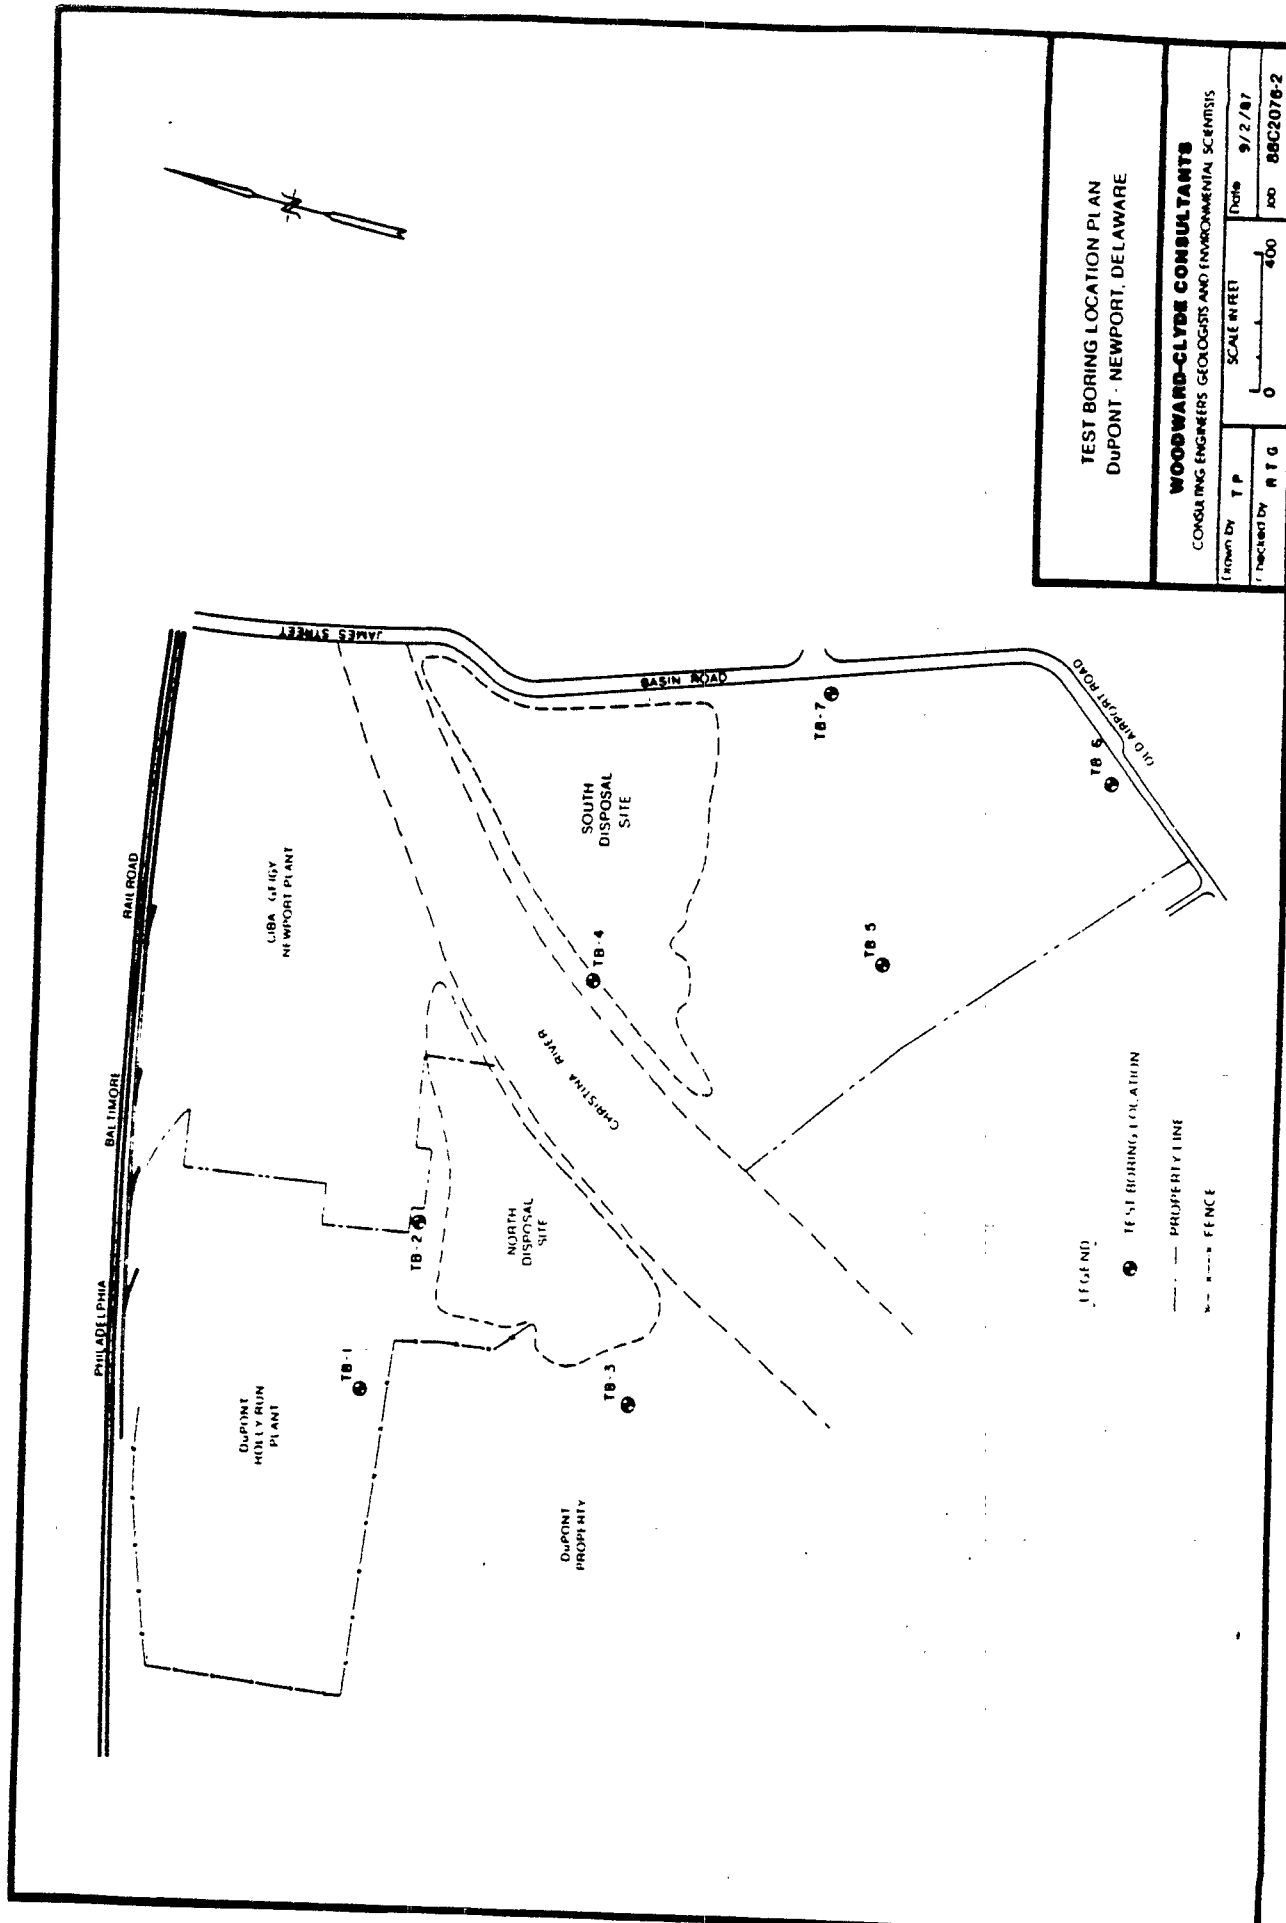 PHILADELPHIA
BALTIMORE
RAILROAD
JAMES STREET
BASIN ROAD
OLD AIRPORT ROAD
CIBA GEIGY
NEWPORT PLANT
DuPONT
HOLLY RUN
PLANT
NORTH
DISPOSAL
SITE
SOUTH
DISPOSAL
SITE
CHRISTINA RIVER
DuPONT
PROPERTY
TB-1
TB-2
TB-3
TB-4
TB 5
TB 6
TB-7
N
LEGEND
TEST BORING LOCATION
PROPERTY LINE
FENCE
TEST BORING LOCATION PLAN
DuPONT - NEWPORT, DELAWARE
WOODWARD-CLYDE CONSULTANTS
CONSULTING ENGINEERS GEOLOGISTS AND ENVIRONMENTAL SCIENTISTS
Drawn by T P
SCALE IN FEET
0 400
Date 9/2/87
Checked by R T G
Job 88C2076-2